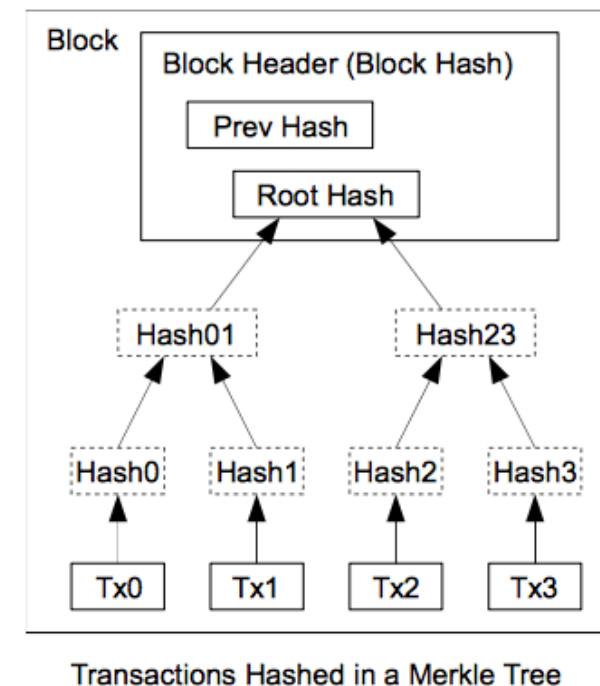 Block
Block Header (Block Hash)
Prev Hash
Root Hash
Hash01 Hash23
Hash0 Hash1 Hash2 Hash3
Tx0 Tx1 Tx2 Tx3
Transactions Hashed in a Merkle Tree